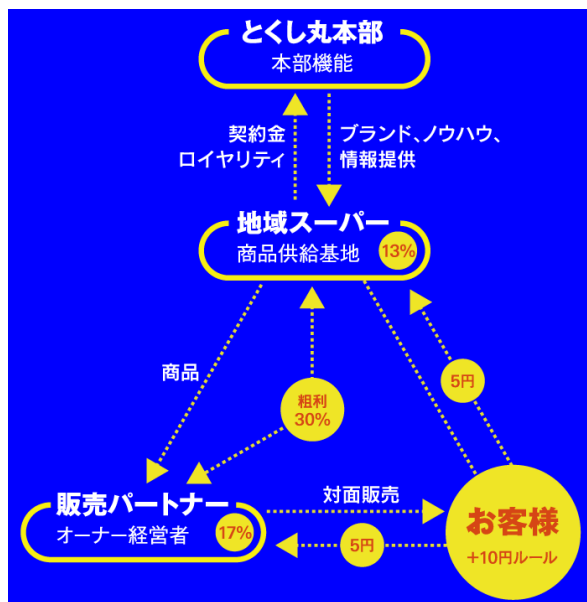 とくし丸本部
本部機能
契約金
ロイヤリティ
ブランド、ノウハウ、
情報提供
地域スーパー
商品供給基地
13%
商品
粗利
30%
5円
販売パートナー
オーナー経営者
17%
対面販売
5円
お客様
+10円ルール